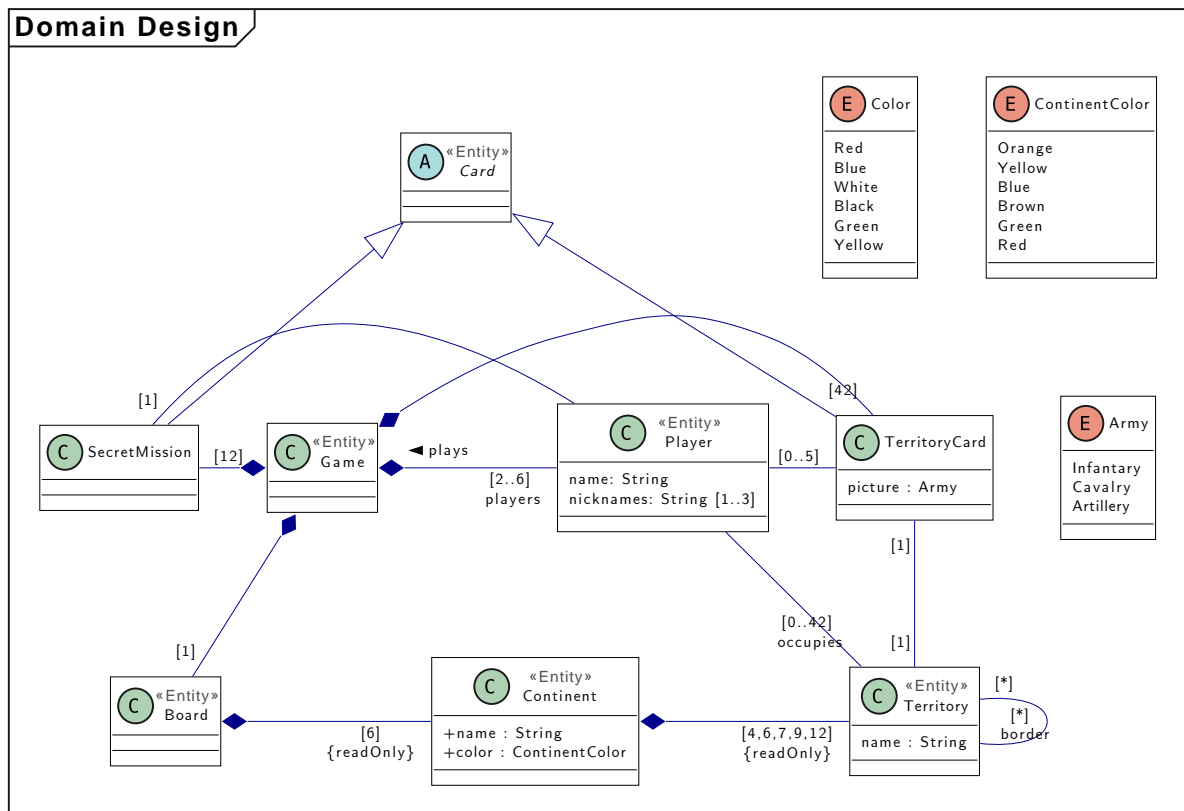 Domain Design
E Color
Red
Blue
White
Black
Green
Yellow
E ContinentColor
Orange
Yellow
Blue
Brown
Green
Red
A «Entity»
Card
[1]
[42]
C SecretMission
[12]
C «Entity»
Game
◄ plays
[2..6]
players
C «Entity»
Player
name: String
nicknames: String [1..3]
[0..5]
C TerritoryCard
picture : Army
E Army
Infantary
Cavalry
Artillery
[1]
[0..42]
occupies
[1]
[1]
C «Entity»
Board
[6]
{readOnly}
C «Entity»
Continent
+name : String
+color : ContinentColor
[4,6,7,9,12]
{readOnly}
C «Entity»
Territory
name : String
[*]
[*]
border